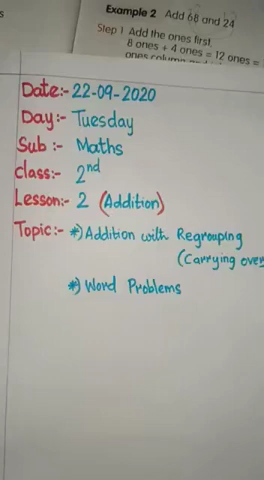 s
Example 2 Add 68 and 24
Step 1 Add the ones first.
8 ones + 4 ones = 12 ones =
ones column
Date:- 22-09-2020
Day:- Tuesday
Sub :- Maths
class:- 2nd
Lesson:- 2 (Addition)
Topic:- *) Addition with Regrouping
(Carrying over
*) Word Problems